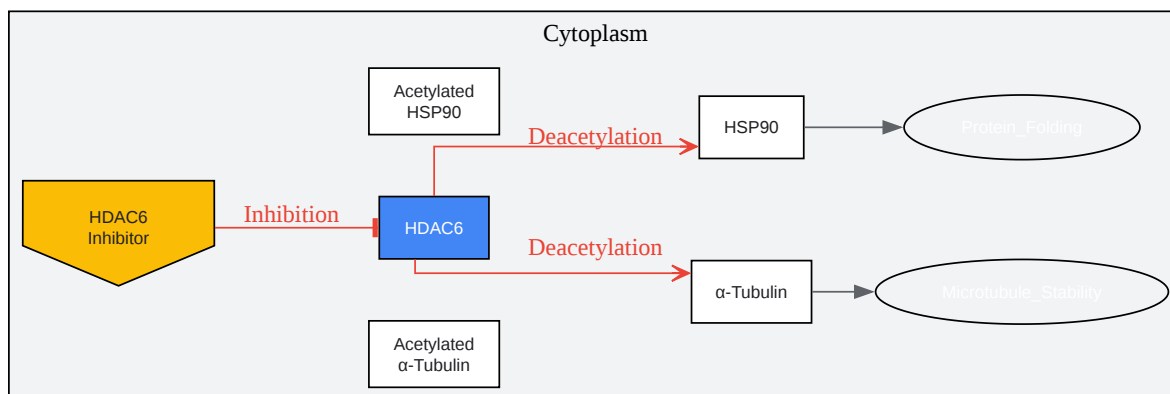 Cytoplasm
Acetylated
HSP90
Deacetylation
HSP90
Protein_Folding
HDAC6
Inhibitor
Inhibition
HDAC6
Deacetylation
α-Tubulin
Microtubule_Stability
Acetylated
α-Tubulin